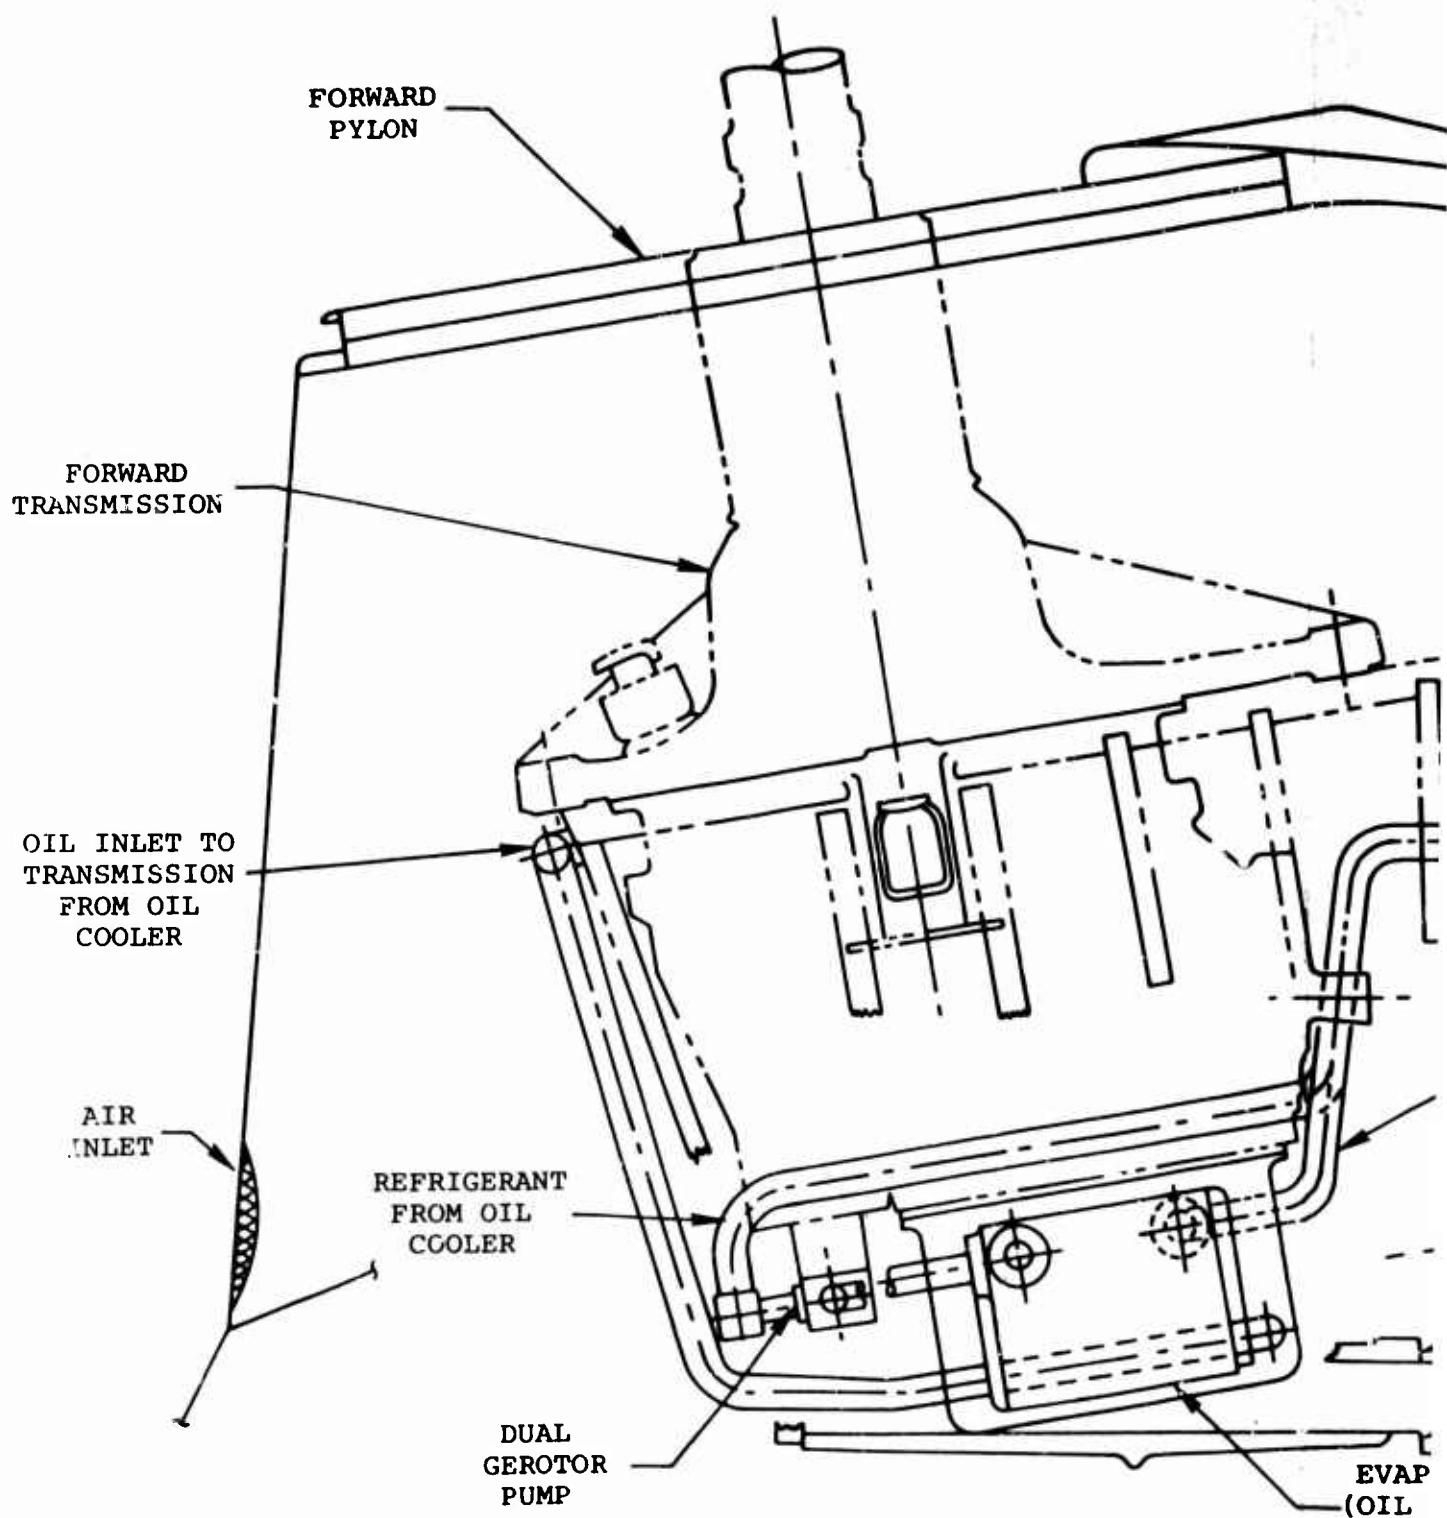 FORWARD
PYLON
FORWARD
TRANSMISSION
OIL INLET TO
TRANSMISSION
FROM OIL
COOLER
AIR
INLET
REFRIGERANT
FROM OIL
COOLER
DUAL
GEROTOR
PUMP
EVAP
(OIL